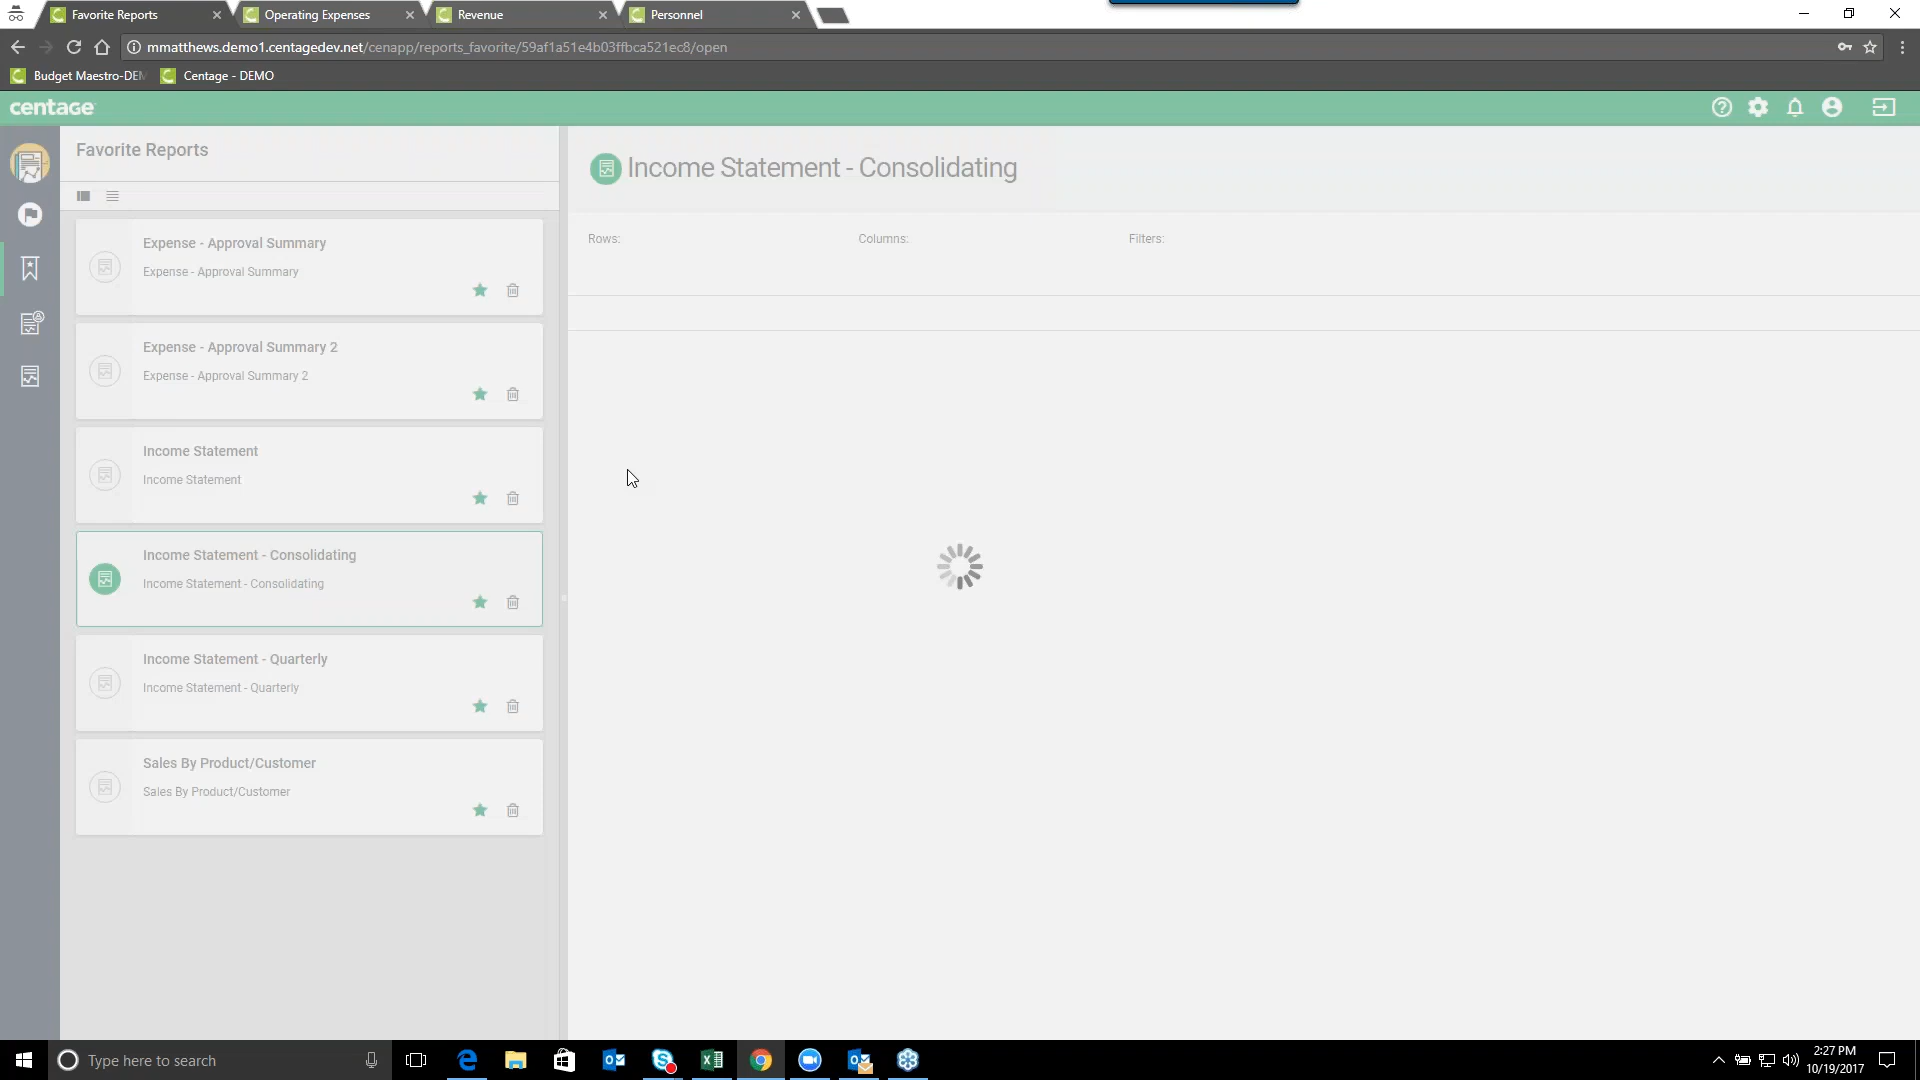 Favorite Reports
Operating Expenses
Revenue
Personnel
mmatthews.demo1.centagedev.net/cenapp/reports_favorite/59af1a51e4b03ffbca521ec8/open
Budget Maestro-DEM
Centage - DEMO
centage
Favorite Reports
Income Statement - Consolidating
Rows:
Columns:
Filters:
Expense - Approval Summary
Expense - Approval Summary
Expense - Approval Summary 2
Expense - Approval Summary 2
Income Statement
Income Statement
Income Statement - Consolidating
Income Statement - Consolidating
Income Statement - Quarterly
Income Statement - Quarterly
Sales By Product/Customer
Sales By Product/Customer
Type here to search
2:27 PM
10/19/2017